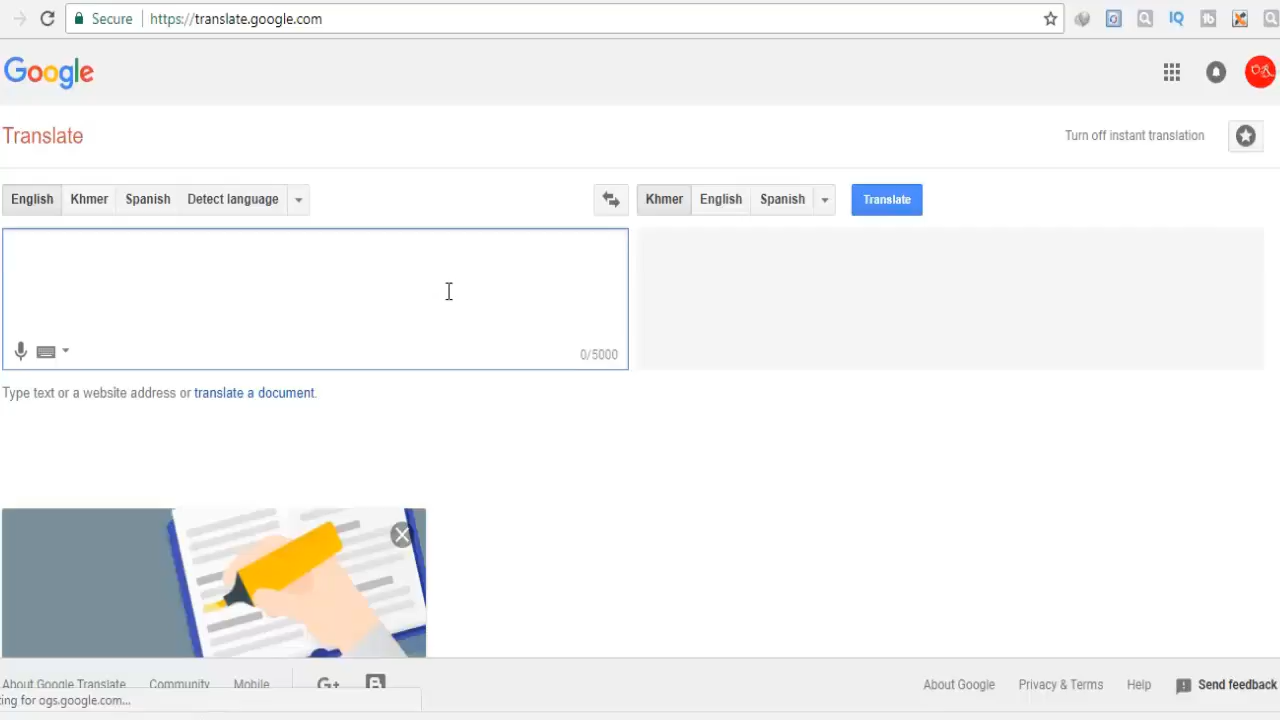 Secure https://translate.google.com
Google
Translate
Turn off instant translation
English Khmer Spanish Detect language Khmer English Spanish Translate
0/5000
Type text or a website address or translate a document.
About Google Translate Community Mobile G+ B About Google Privacy & Terms Help Send feedback
ting for ogs.google.com...